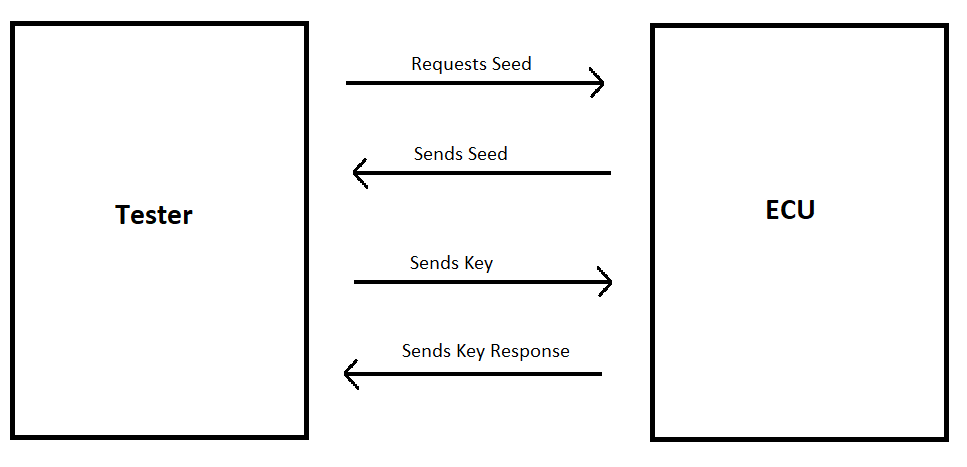 Requests Seed
Sends Seed
Tester
ECU
Sends Key
Sends Key Response